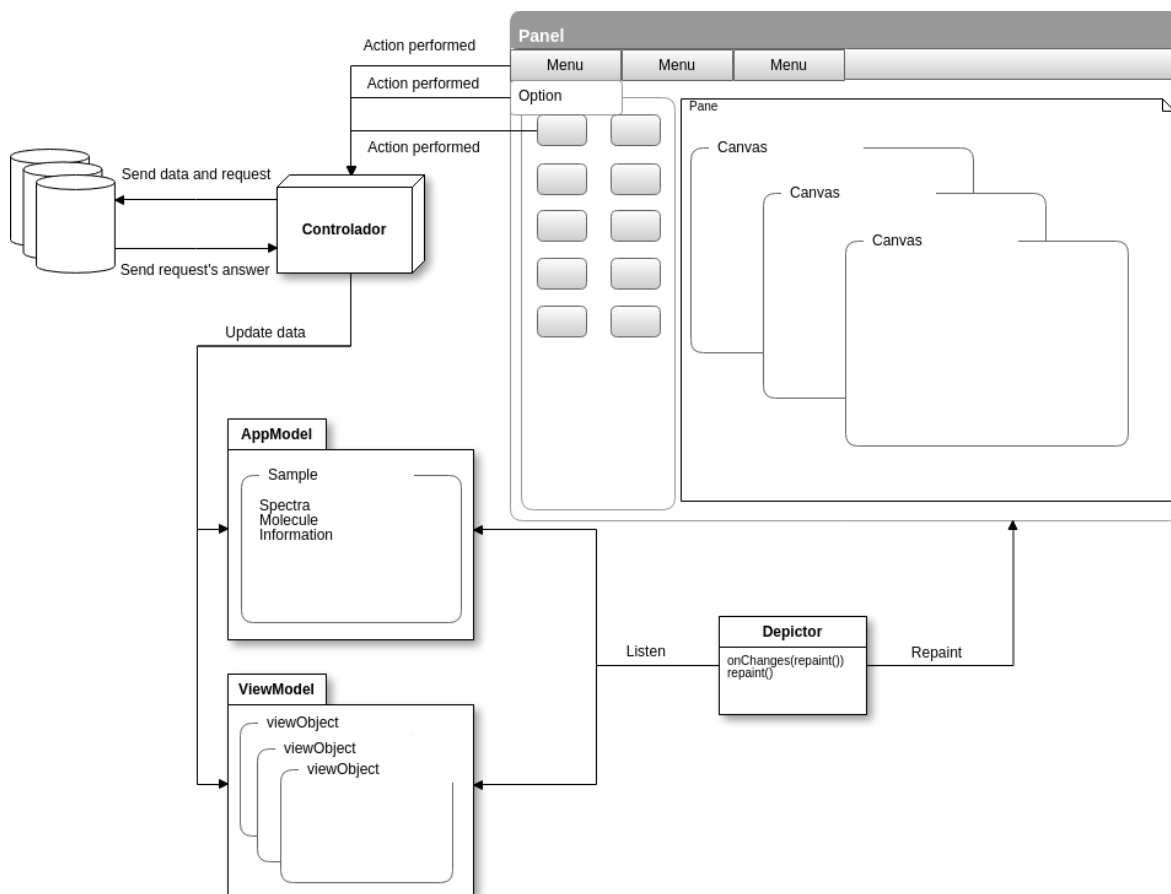 Panel
Action performed
Menu
Menu
Menu
Action performed
Option
Pane
Action performed
Canvas
Canvas
Canvas
Send data and request
Controlador
Send request's answer
Update data
AppModel
Sample
Spectra
Molecule
Information
Depictor
onChanges(repaint())
repaint()
Listen
Repaint
ViewModel
viewObject
viewObject
viewObject